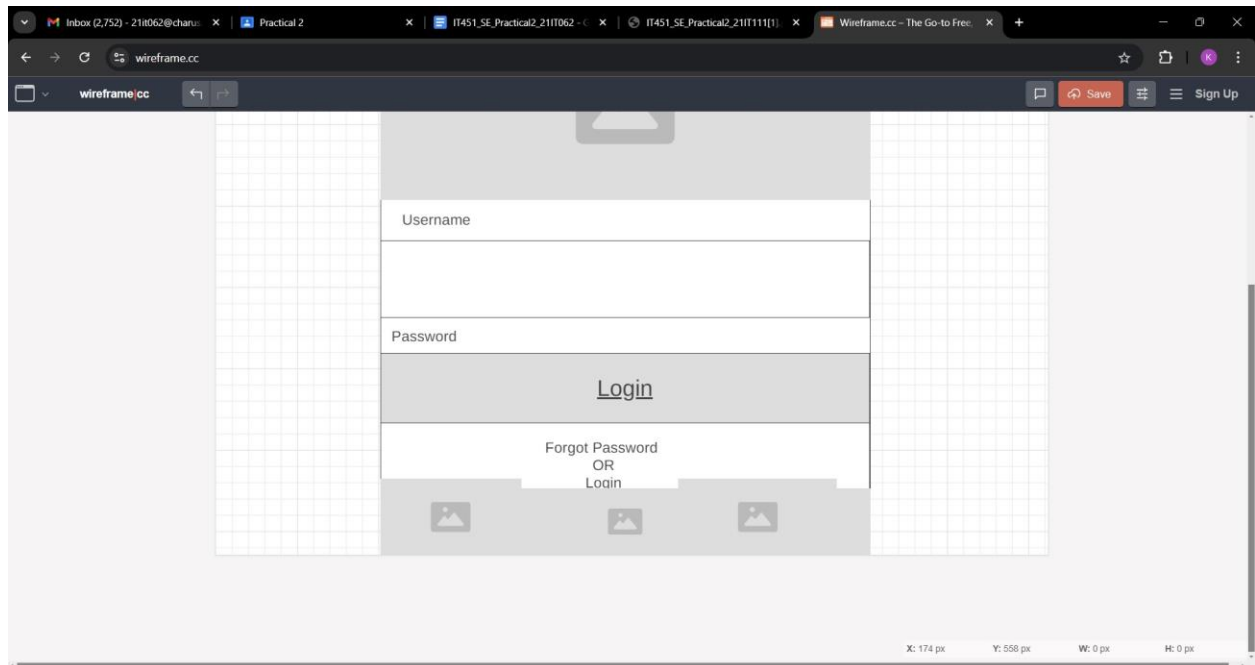 Inbox (2,752) - 21it062@charus
Practical 2
IT451_SE_Practical2_21IT062 - G
IT451_SE_Practical2_21IT111[1].
Wireframe.cc – The Go-to Free,
wireframe.cc
K
wireframe|cc
Save
Sign Up
Username
Password
Login
Forgot Password
OR
Login
X: 174 px Y: 558 px W: 0 px H: 0 px